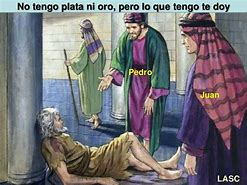 No tengo plata ni oro, pero lo que tengo te doy
Pedro
Juan
LASC